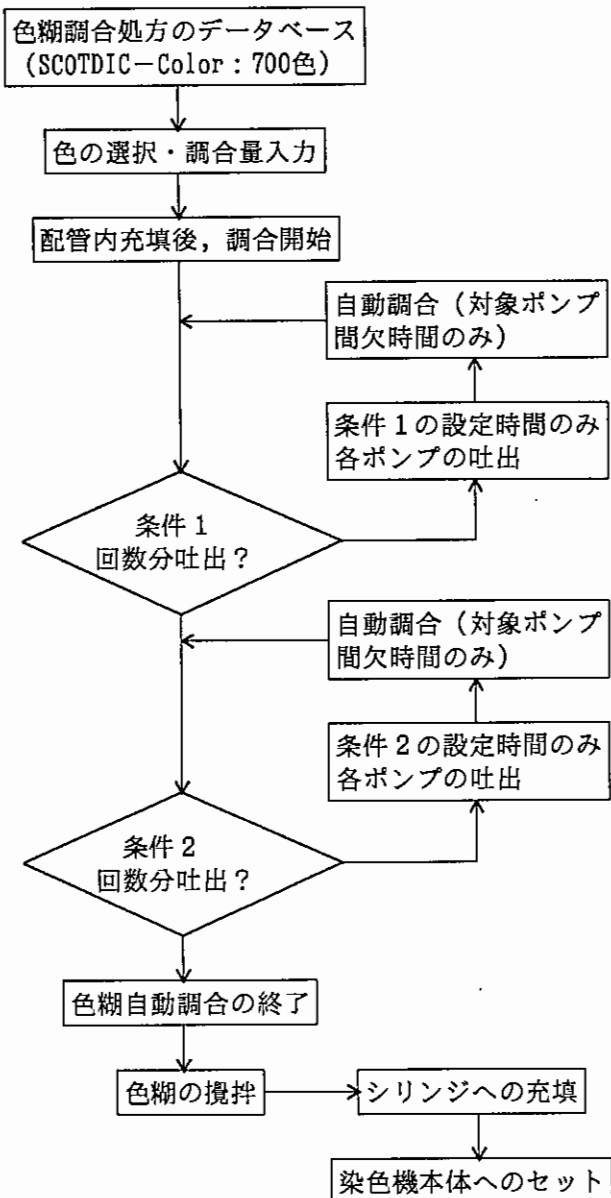 色糊調合処方のデータベース
(SCOTDIC－Color：700色)
色の選択・調合量入力
配管内充填後，調合開始
自動調合（対象ポンプ
間欠時間のみ）
条件1の設定時間のみ
各ポンプの吐出
条件1
回数分吐出？
自動調合（対象ポンプ
間欠時間のみ）
条件2の設定時間のみ
各ポンプの吐出
条件2
回数分吐出？
色糊自動調合の終了
色糊の攪拌
シリンジへの充填
染色機本体へのセット